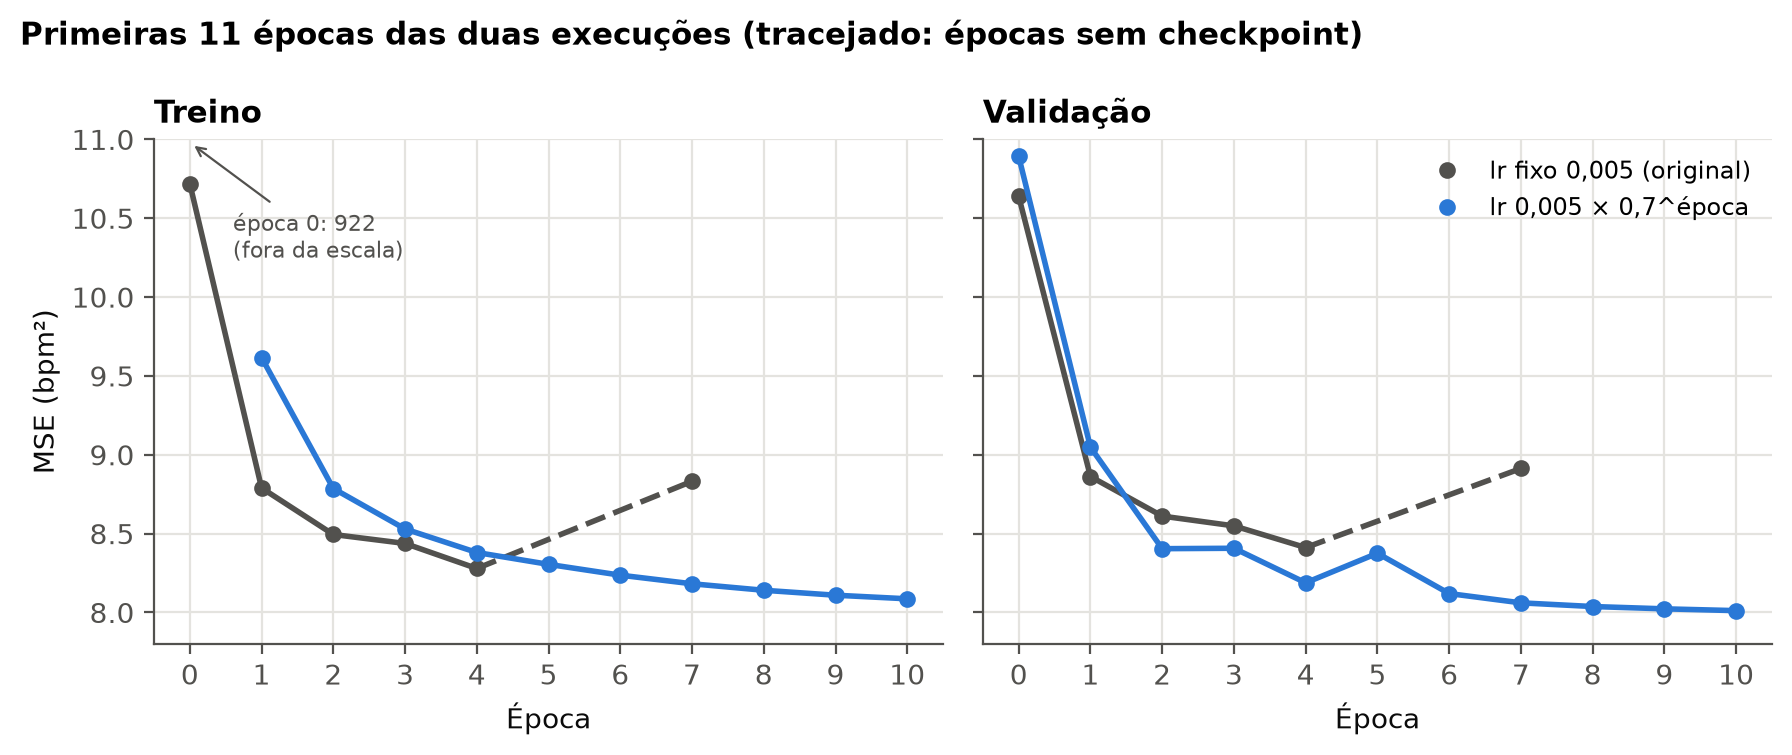 Primeiras 11 épocas das duas execuções (tracejado: épocas sem checkpoint)
Treino
Validação
MSE (bpm²)
11.0
10.5
10.0
9.5
9.0
8.5
8.0
época 0: 922
(fora da escala)
lr fixo 0,005 (original)
lr 0,005 × 0,7^época
0 1 2 3 4 5 6 7 8 9 10
0 1 2 3 4 5 6 7 8 9 10
Época
Época